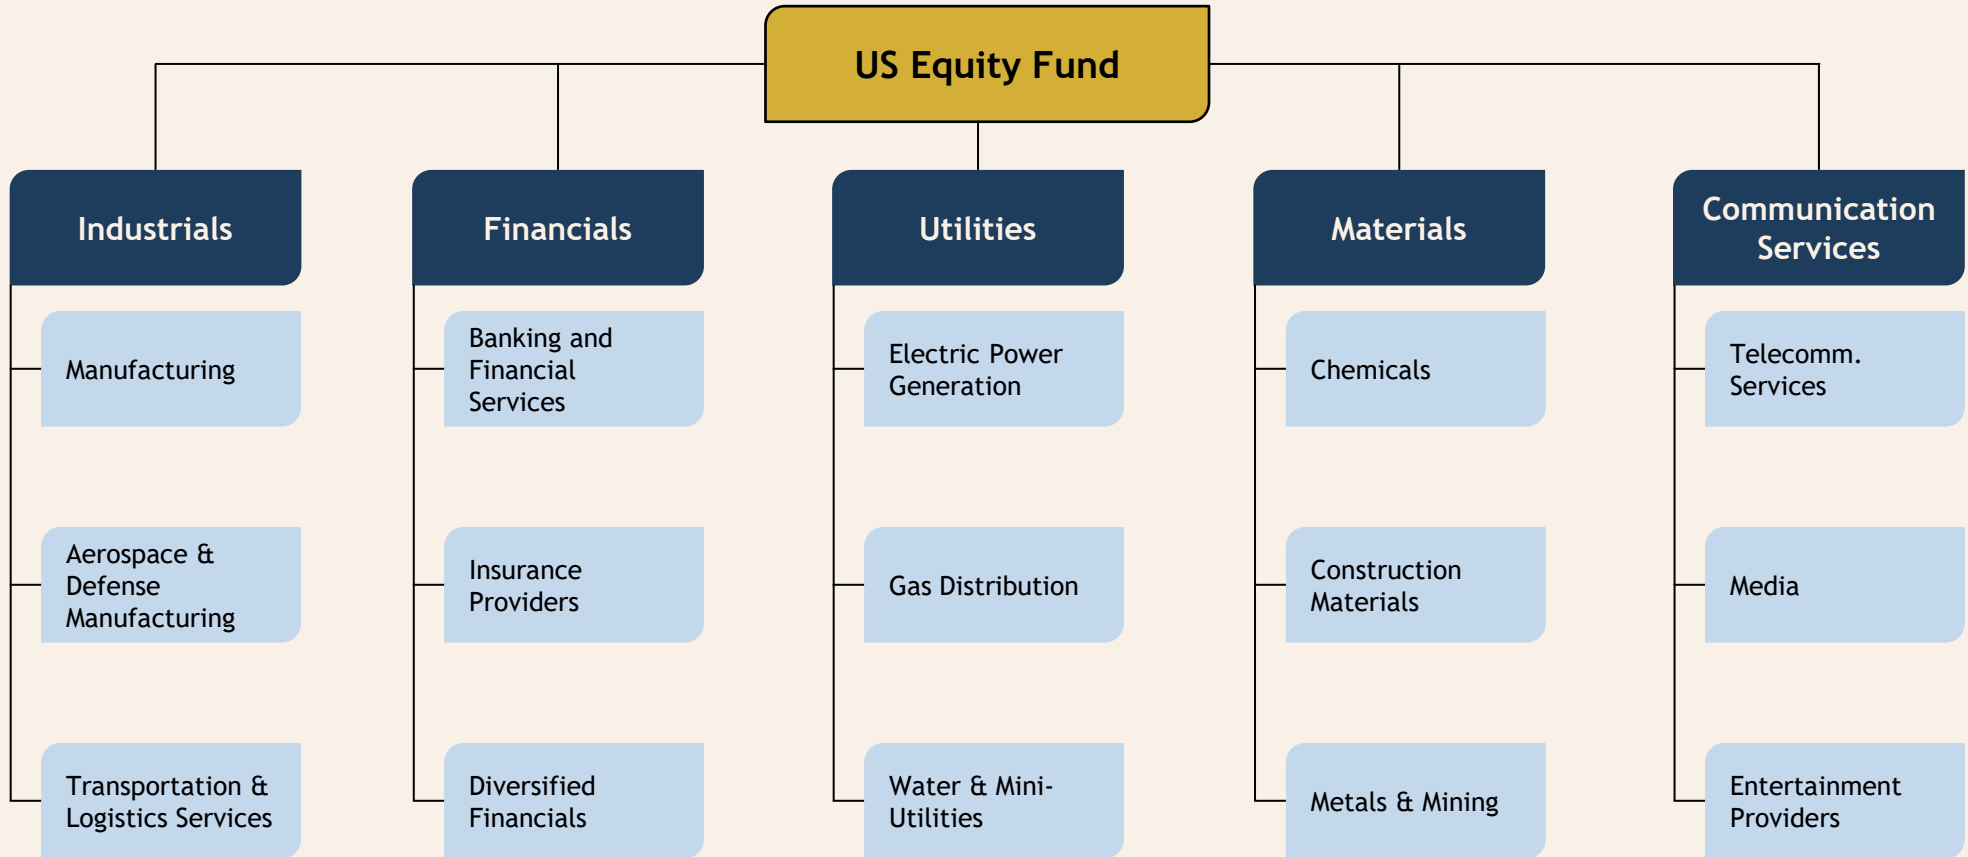 US Equity Fund
Industrials
Financials
Utilities
Materials
Communication
Services
Manufacturing
Banking and
Financial
Services
Electric Power
Generation
Chemicals
Telecomm.
Services
Aerospace &
Defense
Manufacturing
Insurance
Providers
Gas Distribution
Construction
Materials
Media
Transportation &
Logistics Services
Diversified
Financials
Water & Mini-
Utilities
Metals & Mining
Entertainment
Providers